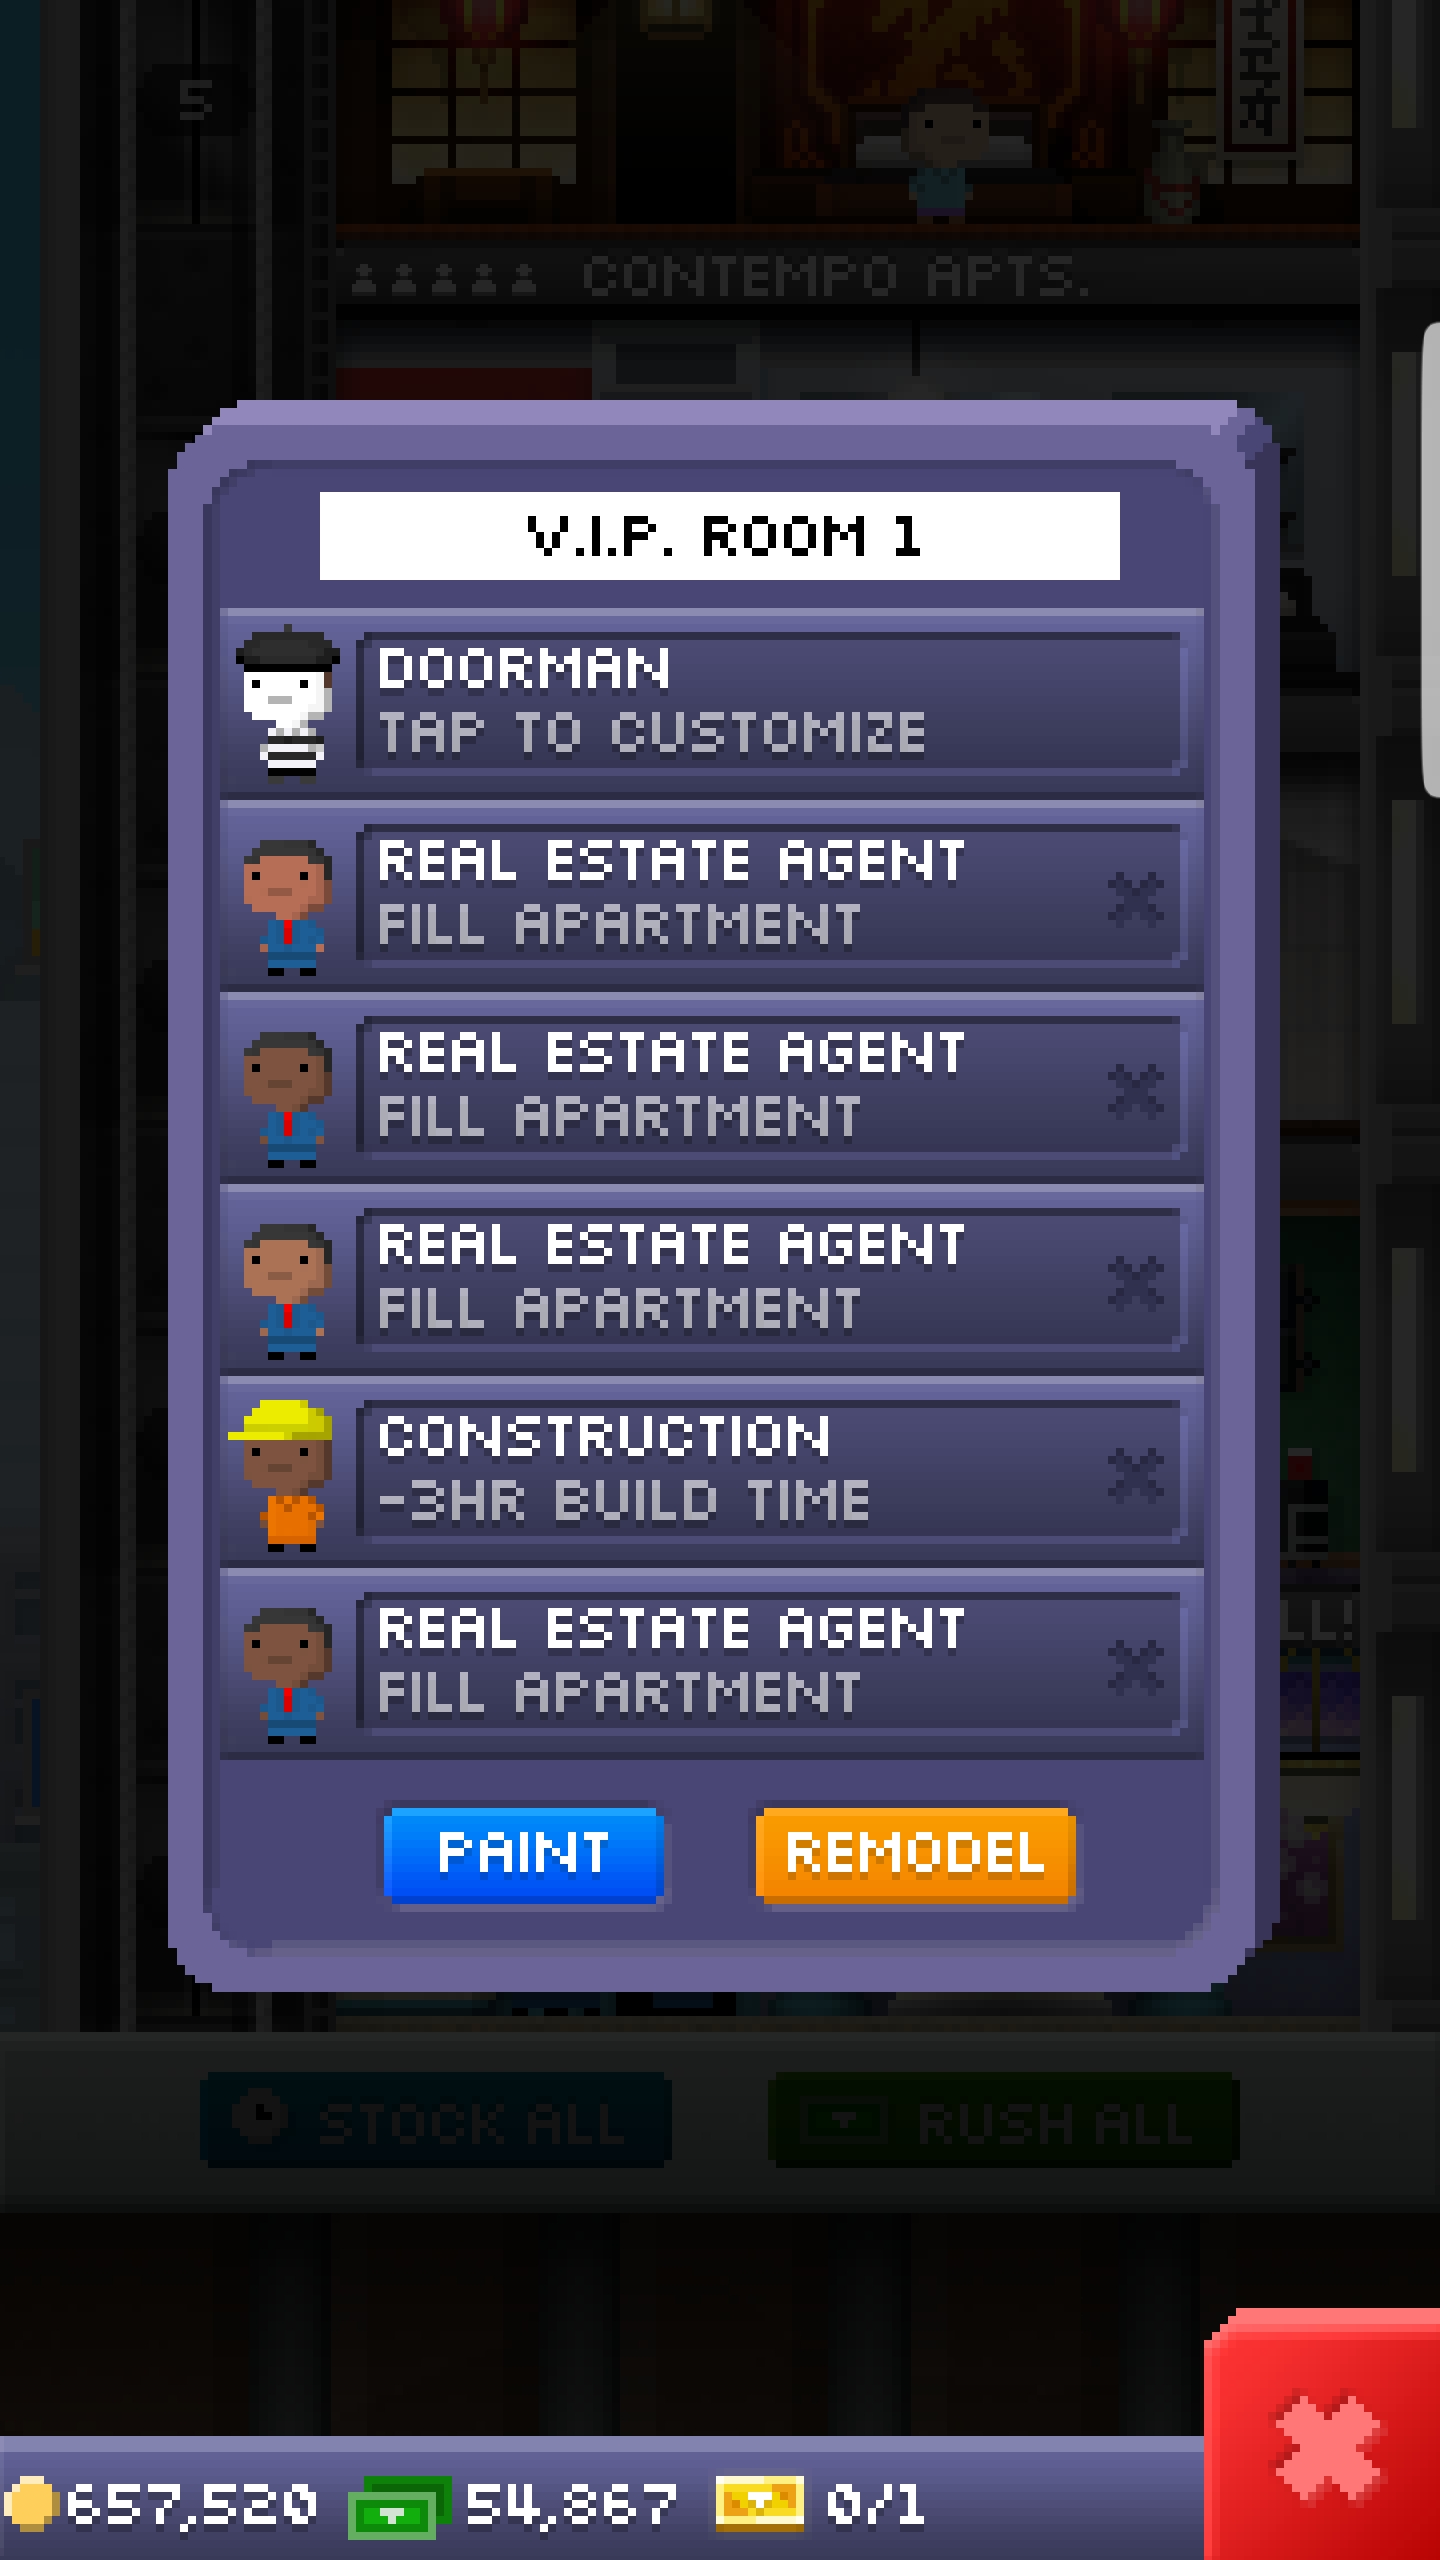 5
CONTEMPO APTS.
V.I.P. ROOM 1
DOORMAN
TAP TO CUSTOMIZE
REAL ESTATE AGENT
FILL APARTMENT
REAL ESTATE AGENT
FILL APARTMENT
REAL ESTATE AGENT
FILL APARTMENT
CONSTRUCTION
-3HR BUILD TIME
REAL ESTATE AGENT
FILL APARTMENT
LL!
PAINT REMODEL
STOCK ALL RUSH ALL
657,520 54,867 0/1